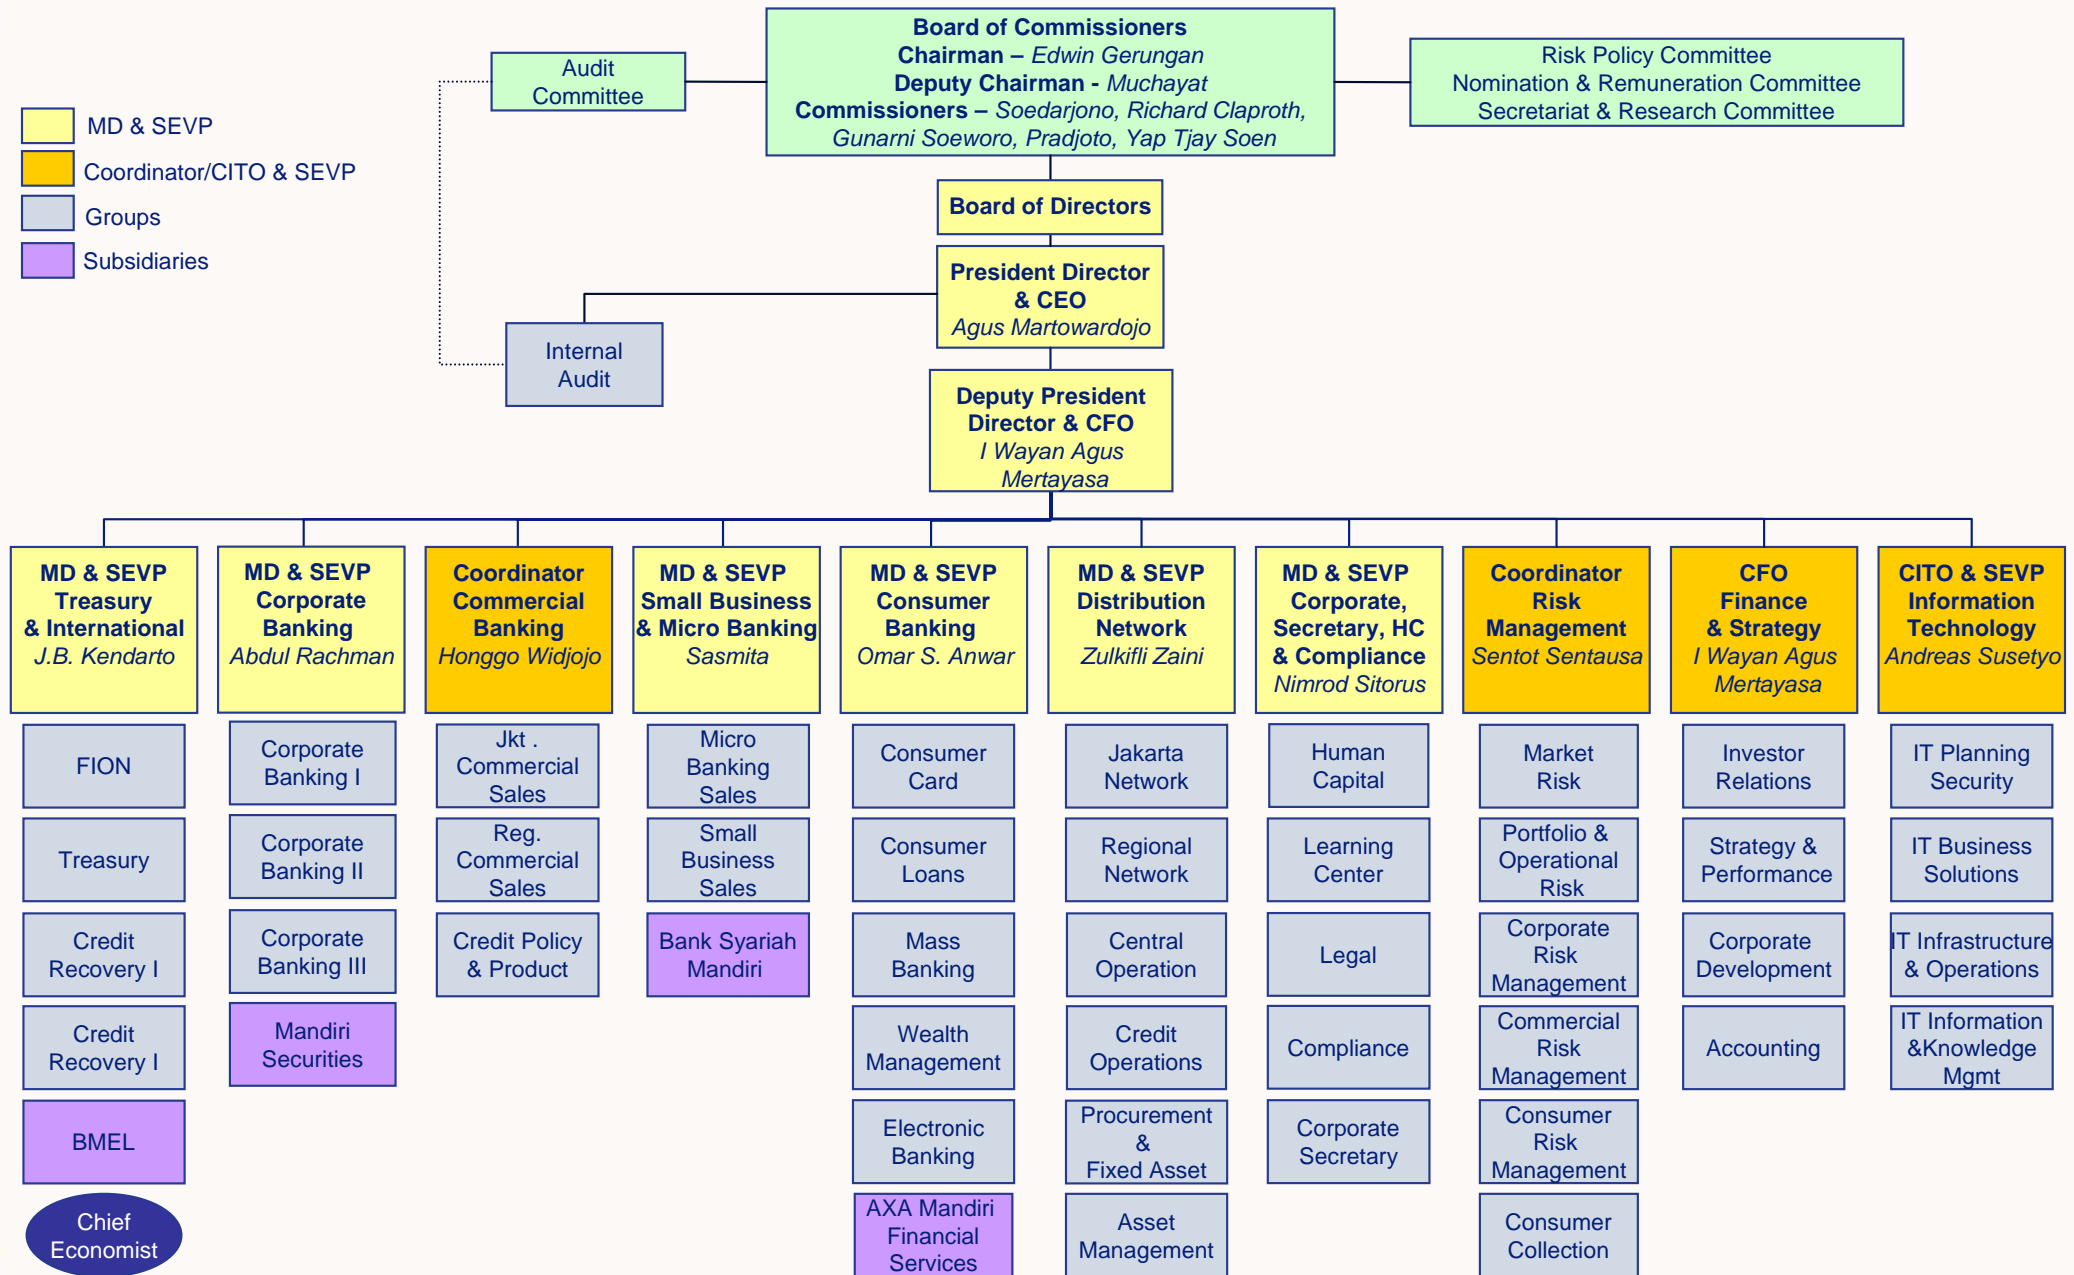 Board of Commissioners
Chairman – Edwin Gerungan
Deputy Chairman - Muchayat
Commissioners – Soedarjono, Richard Claproth,
Gunarni Soeworo, Pradjoto, Yap Tjay Soen
Audit
Committee
Risk Policy Committee
Nomination & Remuneration Committee
Secretariat & Research Committee
MD & SEVP
Coordinator/CITO & SEVP
Groups
Subsidiaries
Board of Directors
President Director
& CEO
Agus Martowardojo
Internal
Audit
Deputy President
Director & CFO
I Wayan Agus
Mertayasa
MD & SEVP
Treasury
& International
J.B. Kendarto
MD & SEVP
Corporate
Banking
Abdul Rachman
Coordinator
Commercial
Banking
Honggo Widjojo
MD & SEVP
Small Business
& Micro Banking
Sasmita
MD & SEVP
Consumer
Banking
Omar S. Anwar
MD & SEVP
Distribution
Network
Zulkifli Zaini
MD & SEVP
Corporate,
Secretary, HC
& Compliance
Nimrod Sitorus
Coordinator
Risk
Management
Sentot Sentausa
CFO
Finance
& Strategy
I Wayan Agus
Mertayasa
CITO & SEVP
Information
Technology
Andreas Susetyo
FION
Treasury
Credit
Recovery I
Credit
Recovery I
BMEL
Chief
Economist
Corporate
Banking I
Corporate
Banking II
Corporate
Banking III
Mandiri
Securities
Jkt .
Commercial
Sales
Reg.
Commercial
Sales
Credit Policy
& Product
Micro
Banking
Sales
Small
Business
Sales
Bank Syariah
Mandiri
Consumer
Card
Consumer
Loans
Mass
Banking
Wealth
Management
Electronic
Banking
AXA Mandiri
Financial
Services
Jakarta
Network
Regional
Network
Central
Operation
Credit
Operations
Procurement
&
Fixed Asset
Asset
Management
Human
Capital
Learning
Center
Legal
Compliance
Corporate
Secretary
Market
Risk
Portfolio &
Operational
Risk
Corporate
Risk
Management
Commercial
Risk
Management
Consumer
Risk
Management
Consumer
Collection
Investor
Relations
Strategy &
Performance
Corporate
Development
Accounting
IT Planning
Security
IT Business
Solutions
IT Infrastructure
& Operations
IT Information
&Knowledge
Mgmt